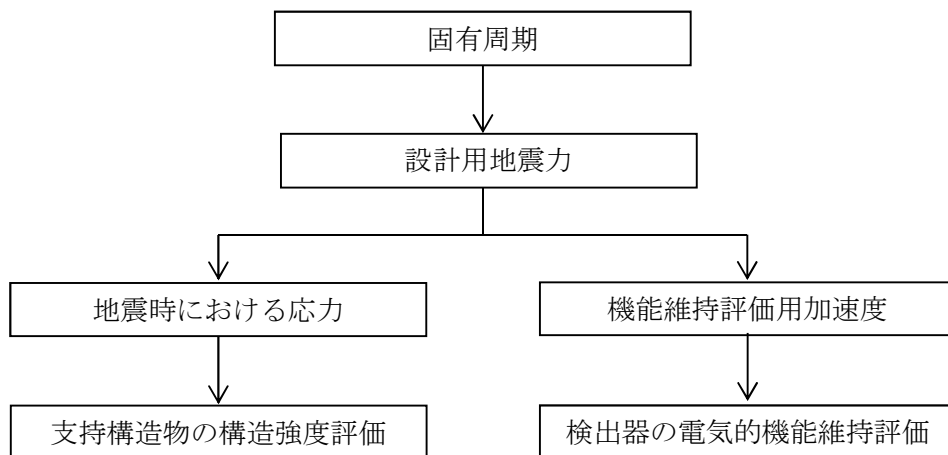 固有周期
設計用地震力
地震時における応力
機能維持評価用加速度
支持構造物の構造強度評価
検出器の電気的機能維持評価